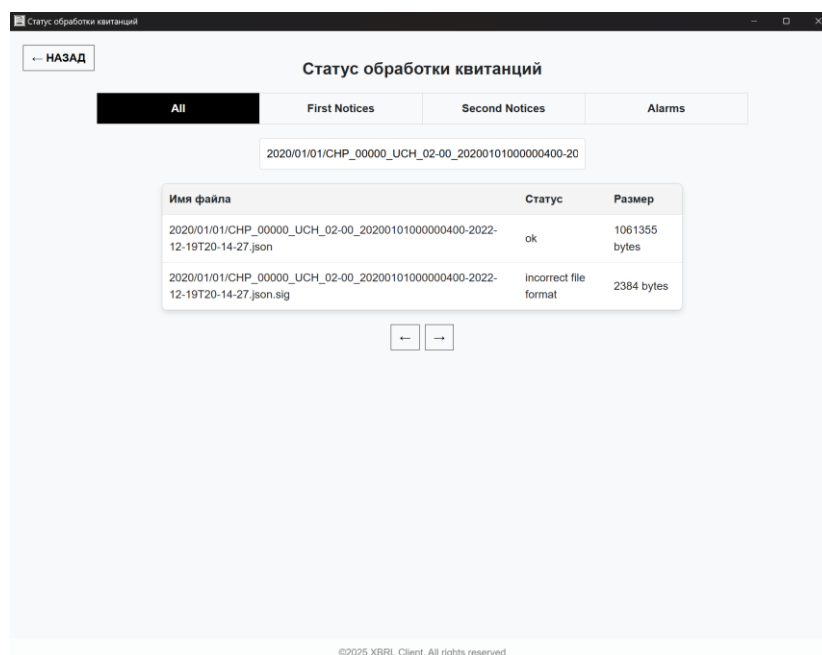 Статус обработки квитанций
← НАЗАД
Статус обработки квитанций
All First Notices Second Notices Alarms
2020/01/01/CHP_00000_UCH_02-00_20200101000000400-20
Имя файла Статус Размер
2020/01/01/CHP_00000_UCH_02-00_20200101000000400-2022-
12-19T20-14-27.json
ok
1061355
bytes
2020/01/01/CHP_00000_UCH_02-00_20200101000000400-2022-
12-19T20-14-27.json.sig
incorrect file
format
2384 bytes
← →
©2025 XBRL Client. All rights reserved